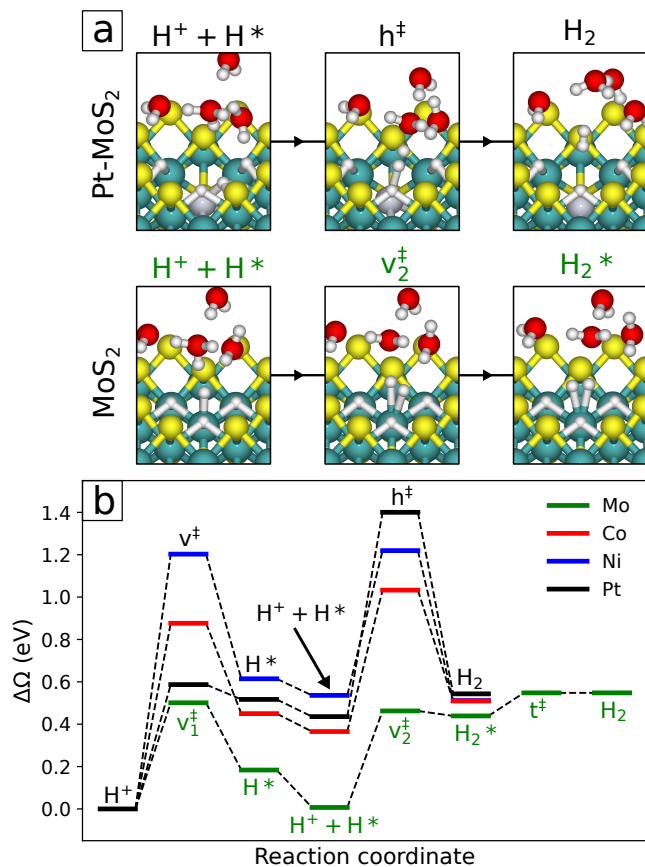 a
H⁺ + H* h‡ H₂
Pt-MoS₂
H⁺ + H* v₂‡ H₂*
MoS₂
b
ΔΩ (eV)
1.4
1.2
1.0
0.8
0.6
0.4
0.2
0.0
H⁺
v‡
v₁‡
H*
H*
H⁺ + H*
H⁺ + H*
h‡
v₂‡
H₂
H₂*
t‡
H₂
Mo
Co
Ni
Pt
Reaction coordinate